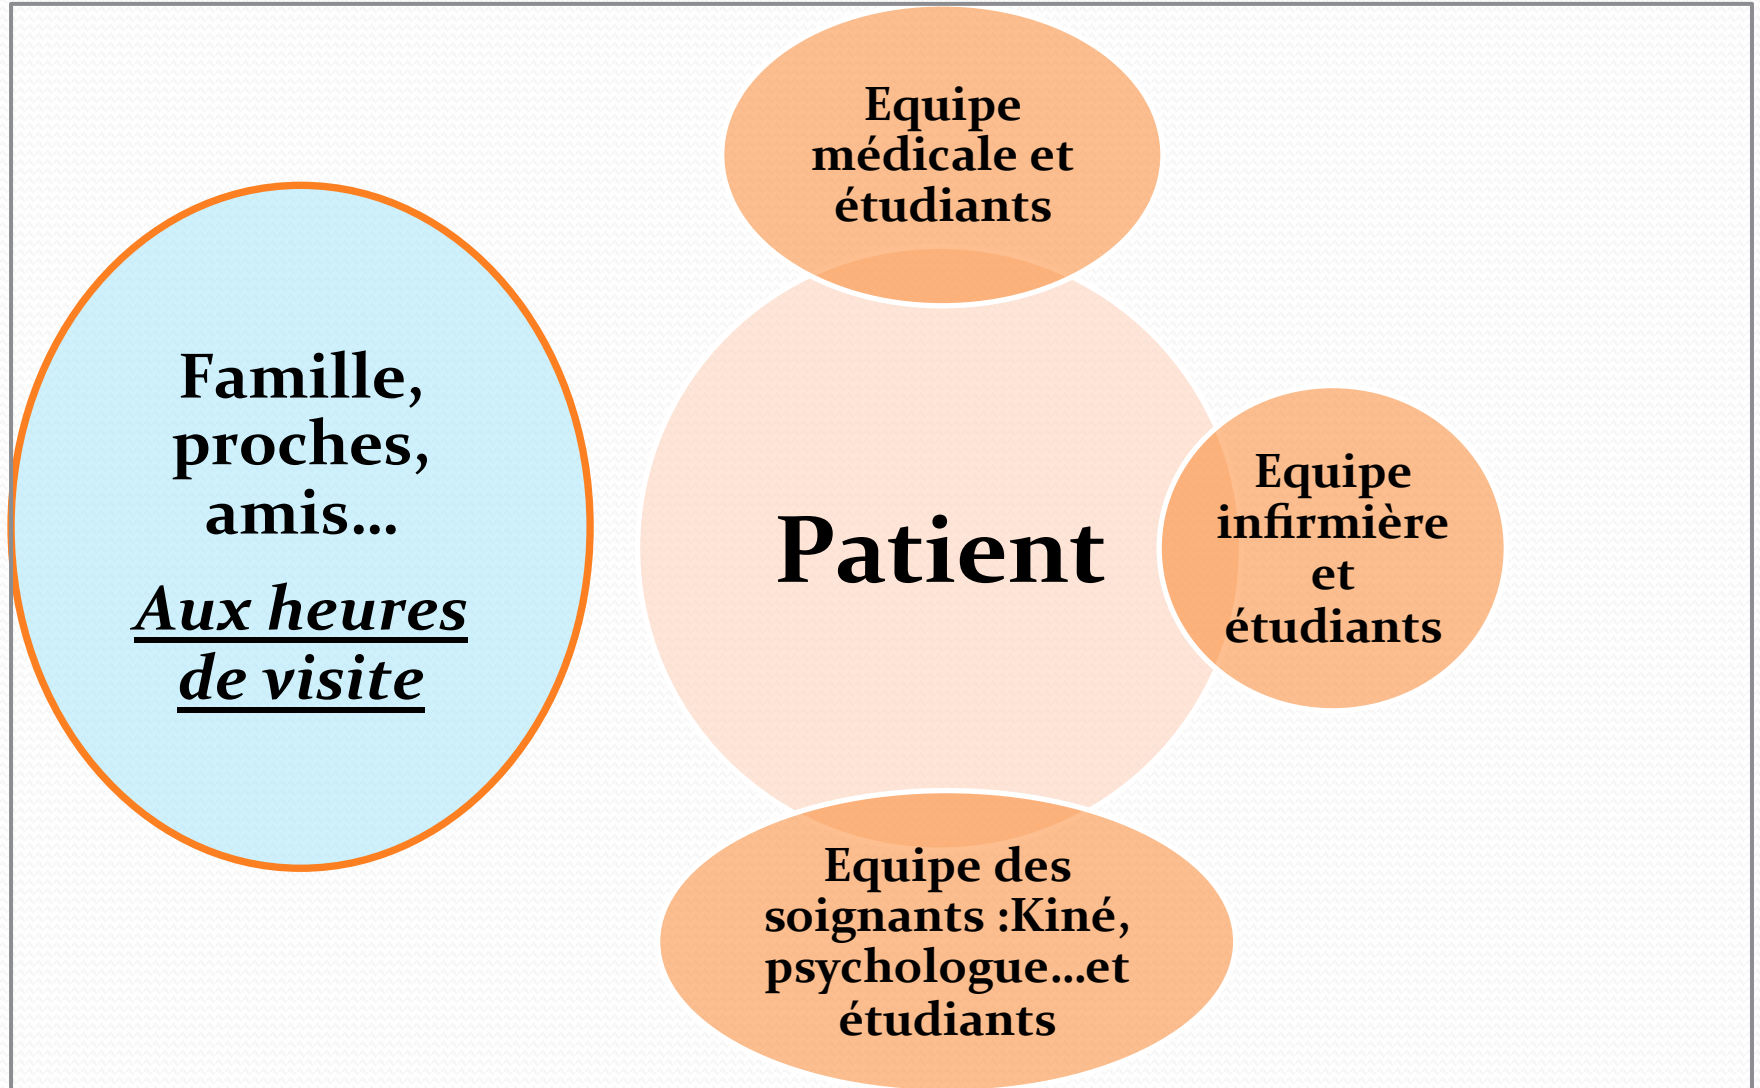 Equipe
médicale et
étudiants
Famille,
proches,
amis...
Aux heures
de visite
Patient
Equipe
infirmière
et
étudiants
Equipe des
soignants :Kiné,
psychologue...et
étudiants